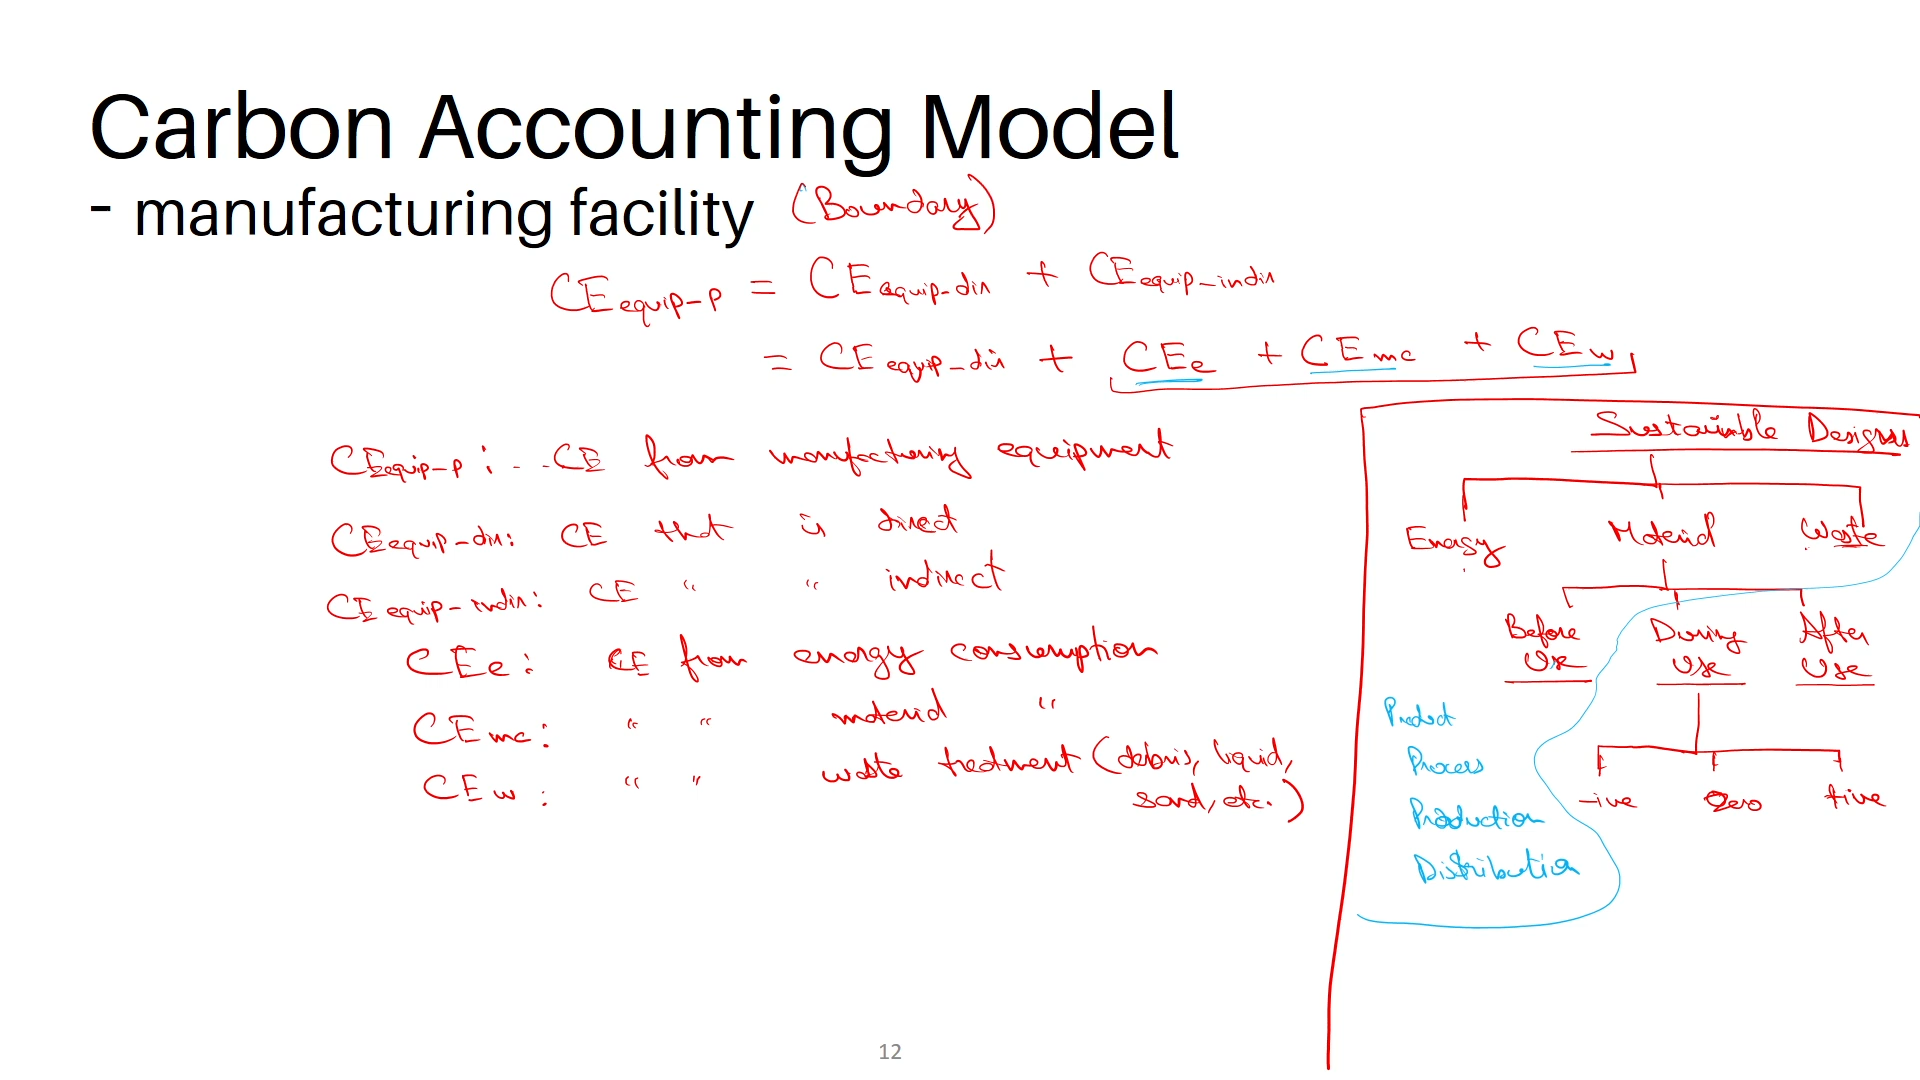 Carbon Accounting Model
- manufacturing facility (Boundary)
CEequip-p = CEequip-dir + CEequip-indir
= CEequip-dir + CEe + CEmc + CEw
CEequip-p : CE from manufacturing equipment
CEequip-dir: CE that is direct
CEequip-indir: CE " " indirect
CEe : CE from energy consumption
CEmc : " " material "
CEw : " " waste treatment (debris, liquid,
sand, etc.)
Sustainable Designs
Energy Material Waste
Before Use During Use After Use
-ive Zero +ive
Product
Process
Production
Distribution
12